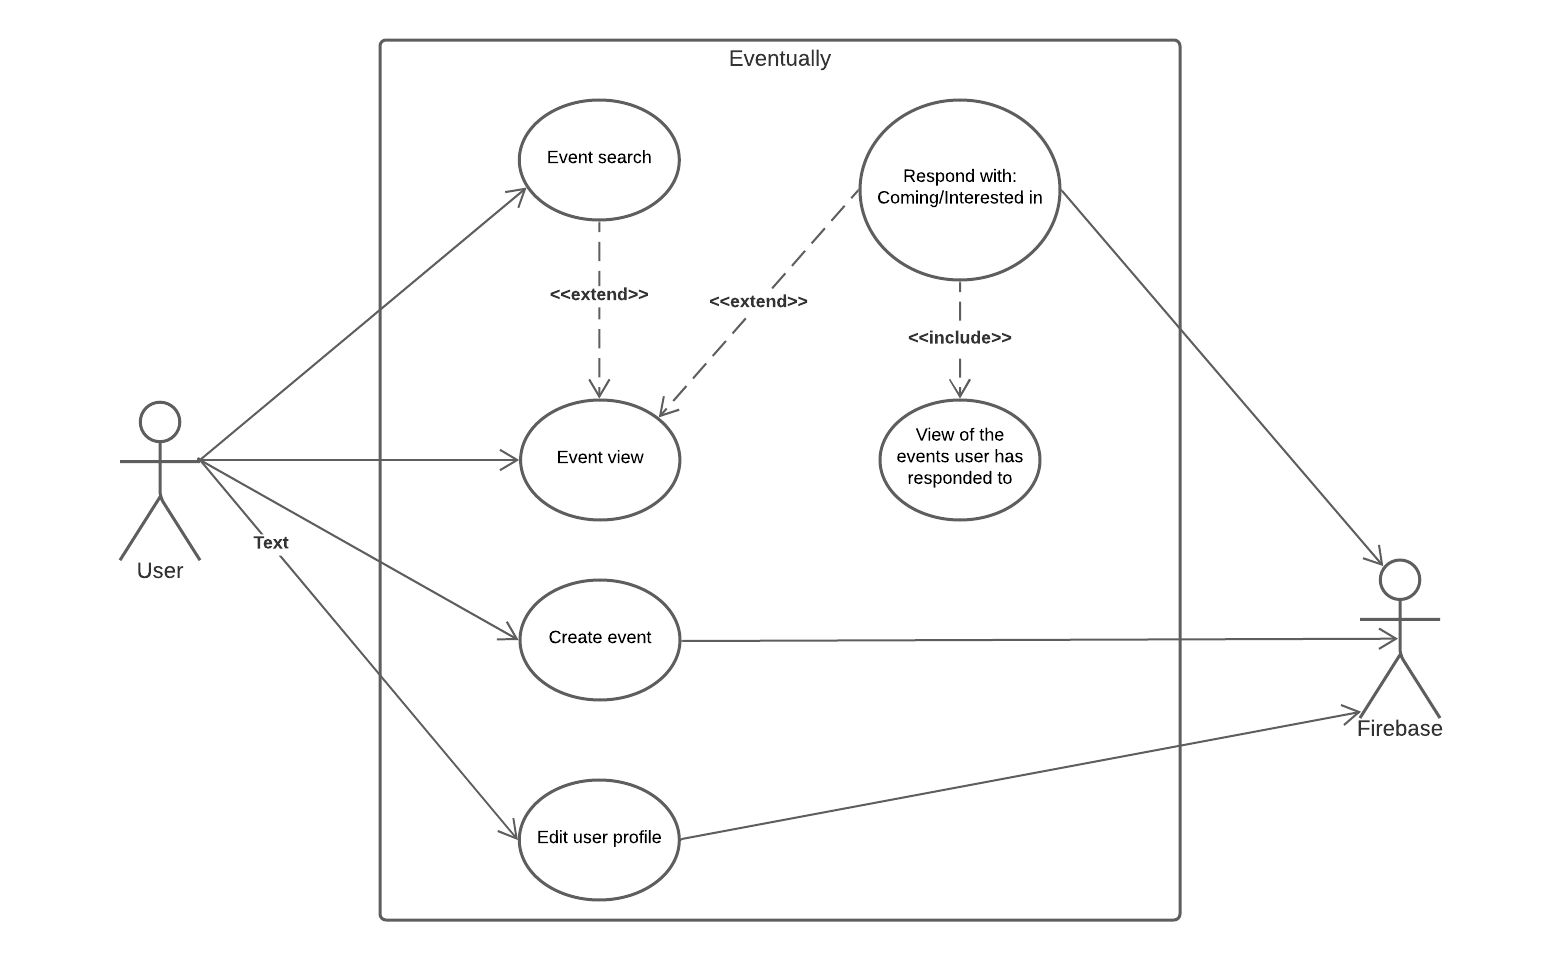 Eventually
Event search
Respond with:
Coming/Interested in
<<extend>>
<<extend>>
<<include>>
View of the
events user has
responded to
Event view
Text
User
Create event
Firebase
Edit user profile